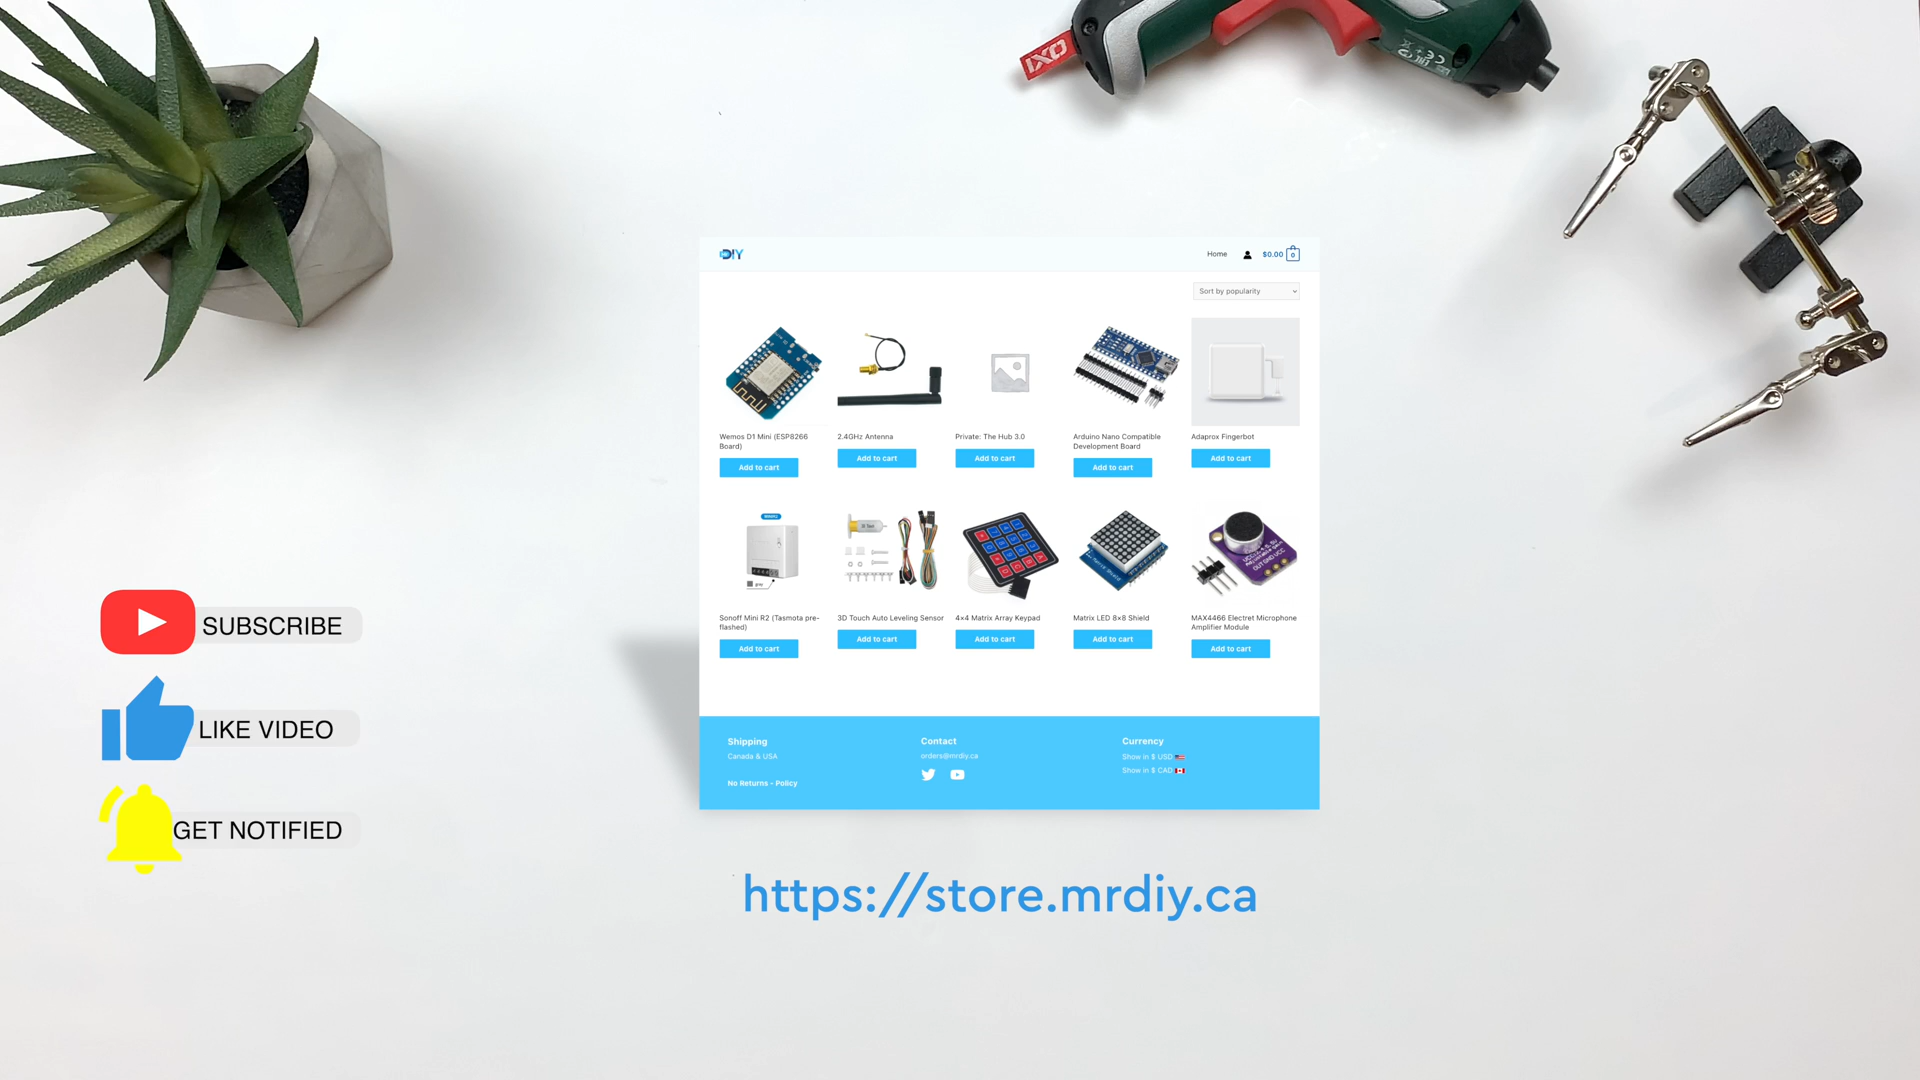 IXO
DIY
Home
$0.00
0
Sort by popularity
Wemos D1 Mini (ESP8266
Board)
Add to cart
2.4GHz Antenna
Add to cart
Private: The Hub 3.0
Add to cart
Arduino Nano Compatible
Development Board
Add to cart
Adaprox Fingerbot
Add to cart
Sonoff Mini R2 (Tasmota pre-
flashed)
Add to cart
3D Touch Auto Leveling Sensor
Add to cart
4×4 Matrix Array Keypad
Add to cart
Matrix LED 8×8 Shield
Add to cart
MAX4466 Electret Microphone
Amplifier Module
Add to cart
SUBSCRIBE
LIKE VIDEO
GET NOTIFIED
Shipping
Canada & USA
No Returns - Policy
Contact
orders@mrdiy.ca
Currency
Show in $ USD
Show in $ CAD
https://store.mrdiy.ca